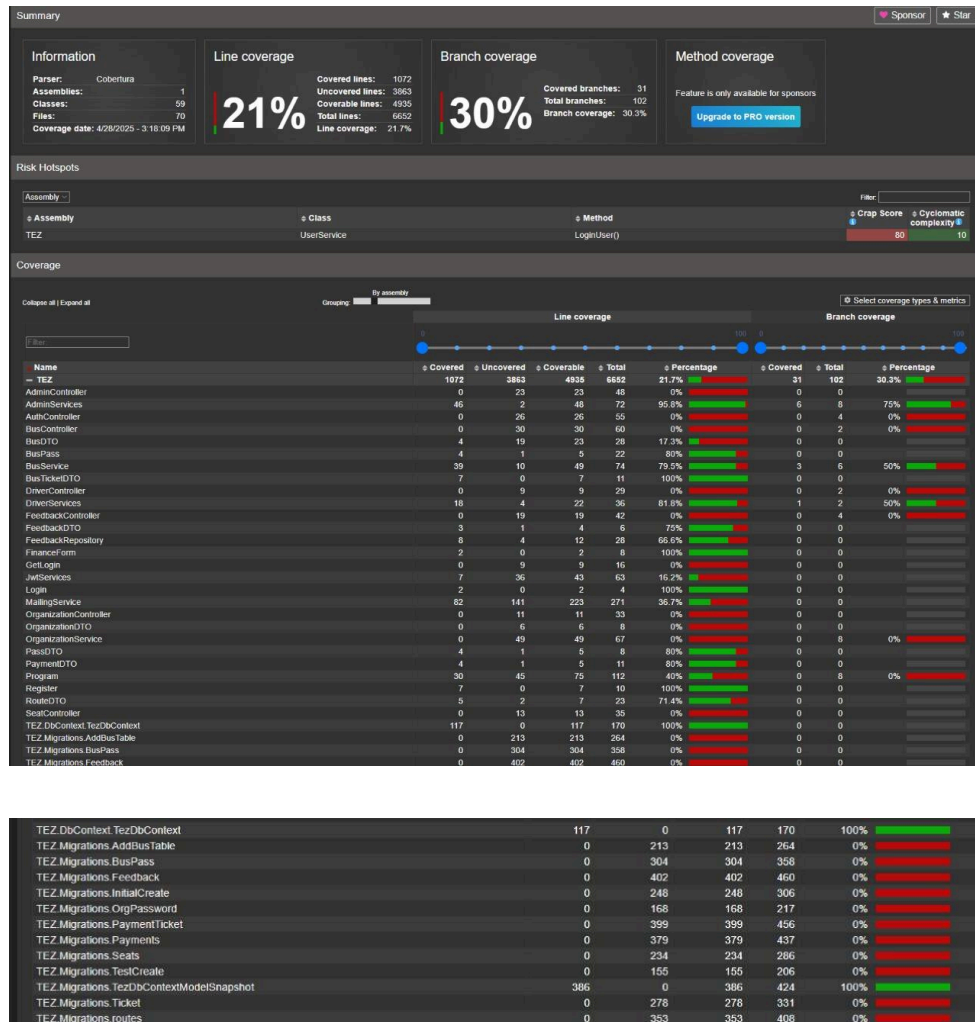 Summary
Sponsor
Star
Information
Parser: Cobertura
Assemblies: 1
Classes: 59
Files: 70
Coverage date: 4/28/2025 - 3:18:09 PM
Line coverage
21%
Covered lines: 1072
Uncovered lines: 3863
Coverable lines: 4935
Total lines: 6652
Line coverage: 21.7%
Branch coverage
30%
Covered branches: 31
Total branches: 102
Branch coverage: 30.3%
Method coverage
Feature is only available for sponsors
Upgrade to PRO version
Risk Hotspots
Assembly
Filter:
Assembly Class Method Crap Score Cyclomatic complexity
TEZ UserService LoginUser() 80 10
Coverage
Collapse all | Expand all
Grouping: By assembly
Select coverage types & metrics
Line coverage Branch coverage
Filter:
0 100 0 100
Name Covered Uncovered Coverable Total Percentage Covered Total Percentage
– TEZ 1072 3863 4935 6652 21.7% 31 102 30.3%
AdminController 0 23 23 48 0% 0 0
AdminServices 46 2 48 72 95.8% 6 8 75%
AuthController 0 26 26 55 0% 0 4 0%
BusController 0 30 30 60 0% 0 2 0%
BusDTO 4 19 23 28 17.3% 0 0
BusPass 4 1 5 22 80% 0 0
BusService 39 10 49 74 79.5% 3 6 50%
BusTicketDTO 7 0 7 11 100% 0 0
DriverController 0 9 9 29 0% 0 2 0%
DriverServices 18 4 22 36 81.8% 1 2 50%
FeedbackController 0 19 19 42 0% 0 4 0%
FeedbackDTO 3 1 4 6 75% 0 0
FeedbackRepository 8 4 12 28 66.6% 0 0
FinanceForm 2 0 2 8 100% 0 0
GetLogin 0 9 9 16 0% 0 0
JwtServices 7 36 43 63 16.2% 0 0
Login 2 0 2 4 100% 0 0
MailingService 82 141 223 271 36.7% 0 0
OrganizationController 0 11 11 33 0% 0 0
OrganizationDTO 0 6 6 8 0% 0 0
OrganizationService 0 49 49 67 0% 0 8 0%
PassDTO 4 1 5 8 80% 0 0
PaymentDTO 4 1 5 11 80% 0 0
Program 30 45 75 112 40% 0 8 0%
Register 7 0 7 10 100% 0 0
RouteDTO 5 2 7 23 71.4% 0 0
SeatController 0 13 13 35 0% 0 0
TEZ.DbContext.TezDbContext 117 0 117 170 100% 0 0
TEZ.Migrations.AddBusTable 0 213 213 264 0% 0 0
TEZ.Migrations.BusPass 0 304 304 358 0% 0 0
TEZ.Migrations.Feedback 0 402 402 460 0% 0 0
TEZ.DbContext.TezDbContext 117 0 117 170 100%
TEZ.Migrations.AddBusTable 0 213 213 264 0%
TEZ.Migrations.BusPass 0 304 304 358 0%
TEZ.Migrations.Feedback 0 402 402 460 0%
TEZ.Migrations.InitialCreate 0 248 248 306 0%
TEZ.Migrations.OrgPassword 0 168 168 217 0%
TEZ.Migrations.PaymentTicket 0 399 399 456 0%
TEZ.Migrations.Payments 0 379 379 437 0%
TEZ.Migrations.Seats 0 234 234 286 0%
TEZ.Migrations.TestCreate 0 155 155 206 0%
TEZ.Migrations.TezDbContextModelSnapshot 386 0 386 424 100%
TEZ.Migrations.Ticket 0 278 278 331 0%
TEZ.Migrations.routes 0 353 353 408 0%